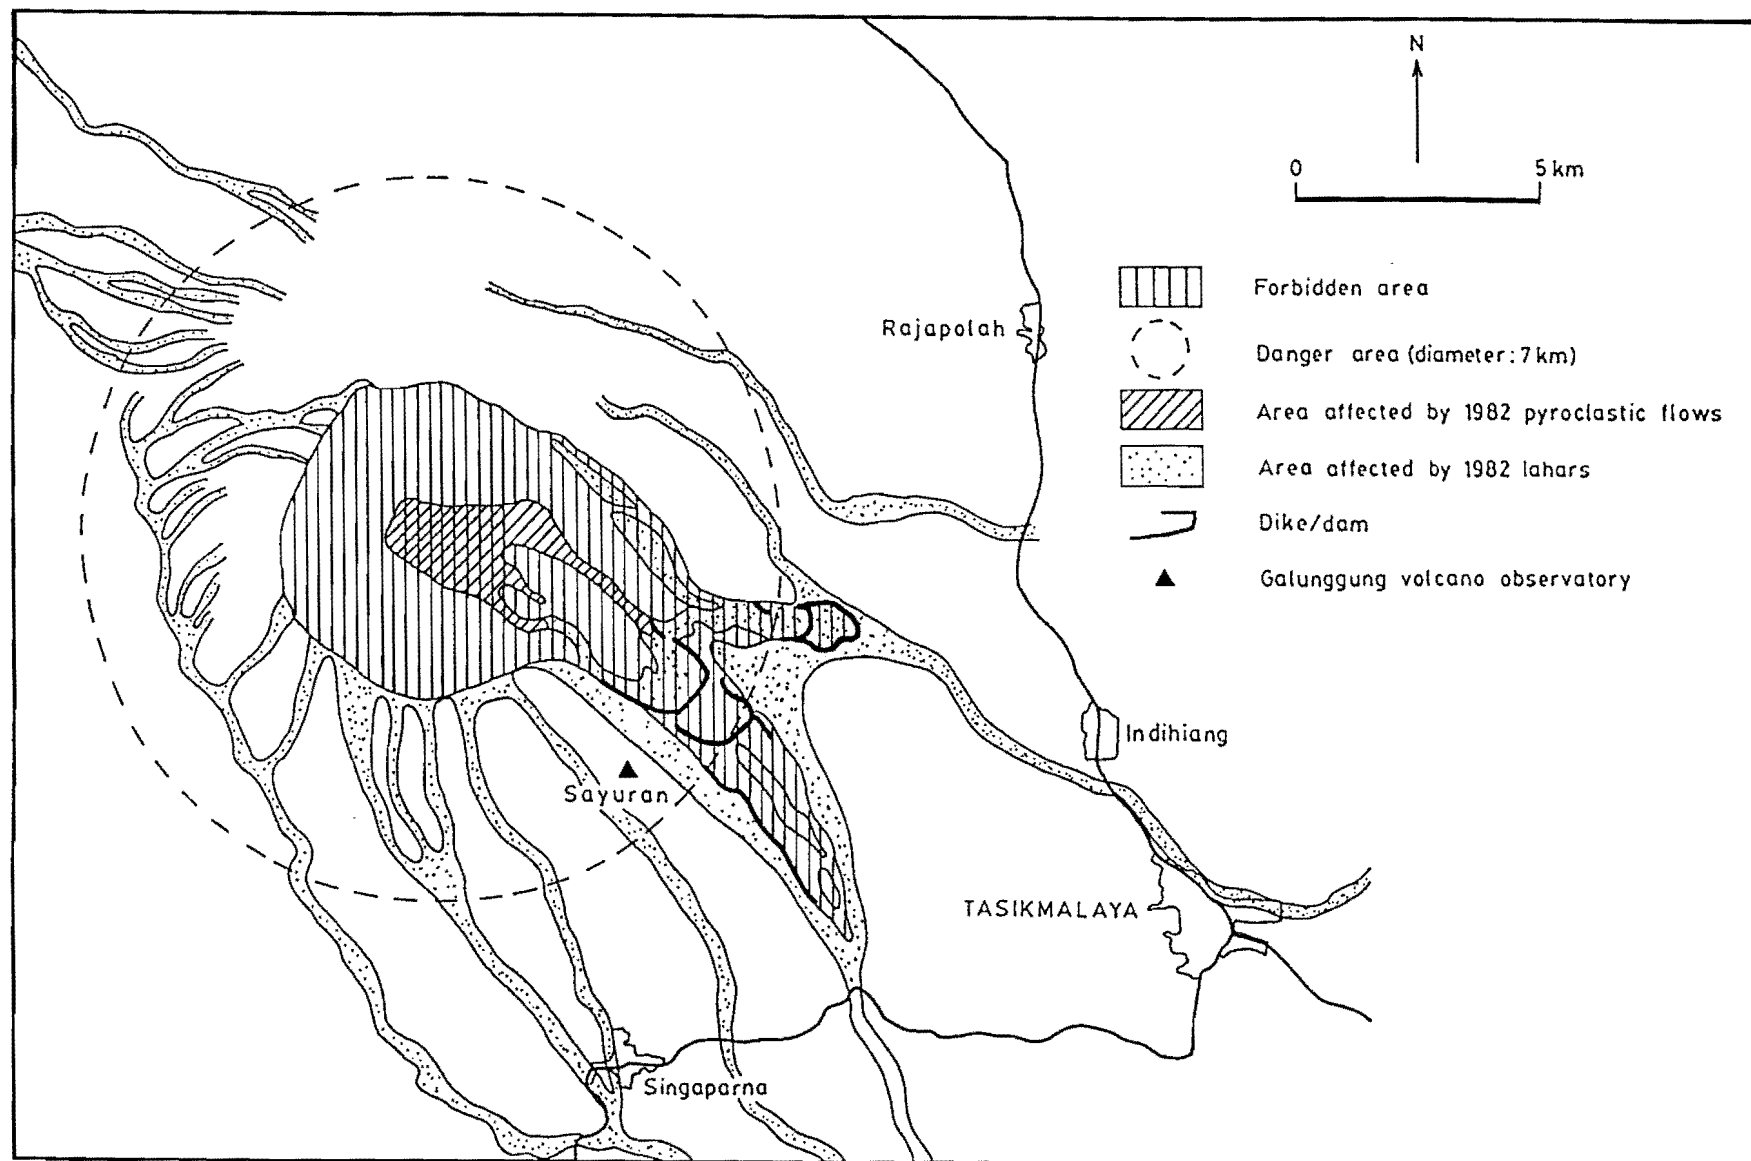 N
0 5 km
Forbidden area
Rajapolah
Danger area (diameter: 7 km)
Area affected by 1982 pyroclastic flows
Area affected by 1982 lahars
Dike/dam
Galunggung volcano observatory
Indihiang
Sayuran
TASIKMALAYA
Singaparna